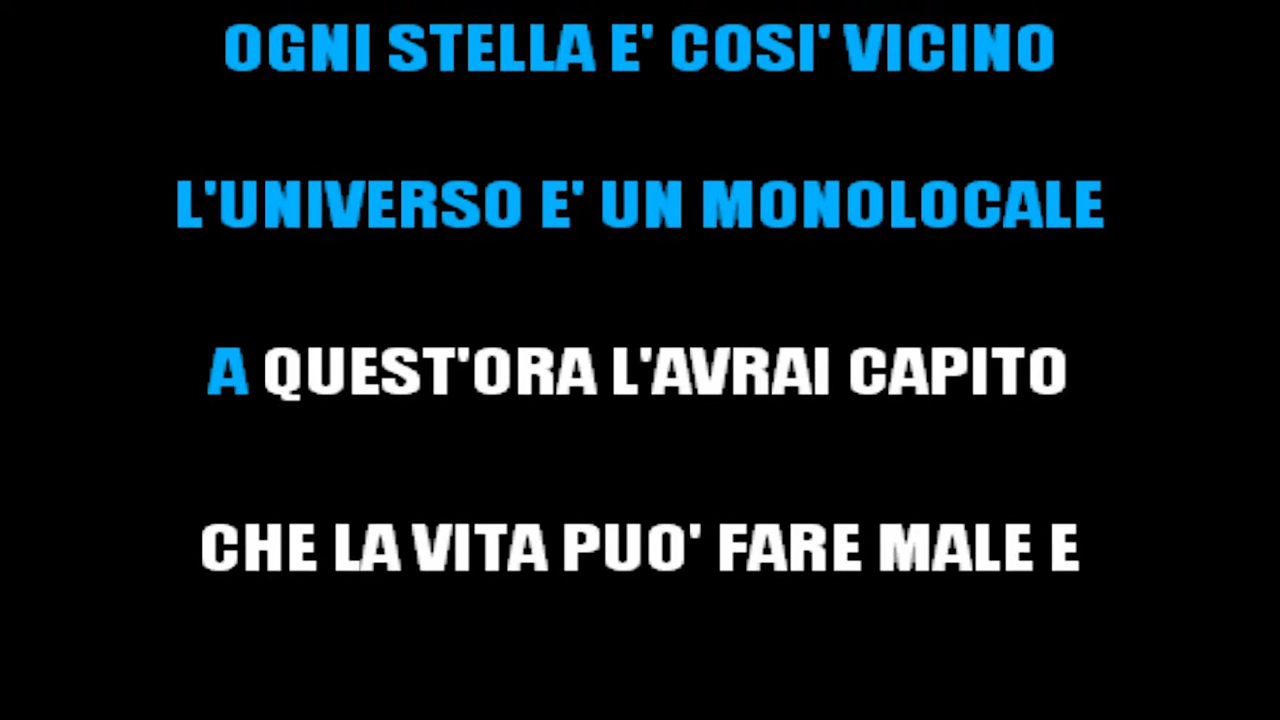 OGNI STELLA E' COSI' VICINO
L'UNIVERSO E' UN MONOLOCALE
A QUEST'ORA L'AVRAI CAPITO
CHE LA VITA PUO' FARE MALE E